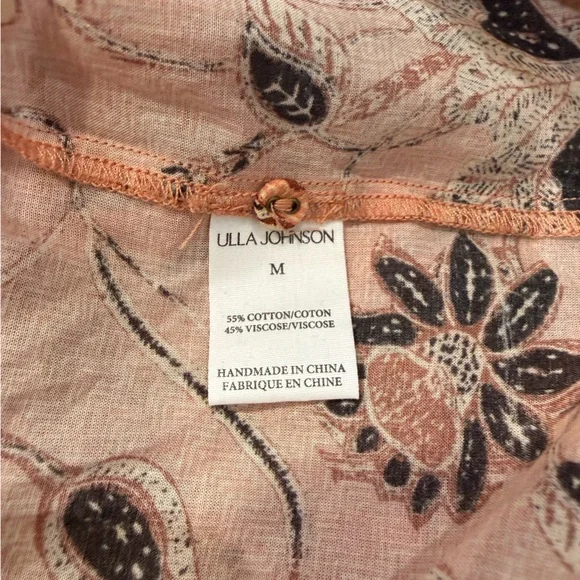 ULLA JOHNSON
M
55% COTTON/COTON
45% VISCOSE/VISCOSE
HANDMADE IN CHINA
FABRIQUE EN CHINE